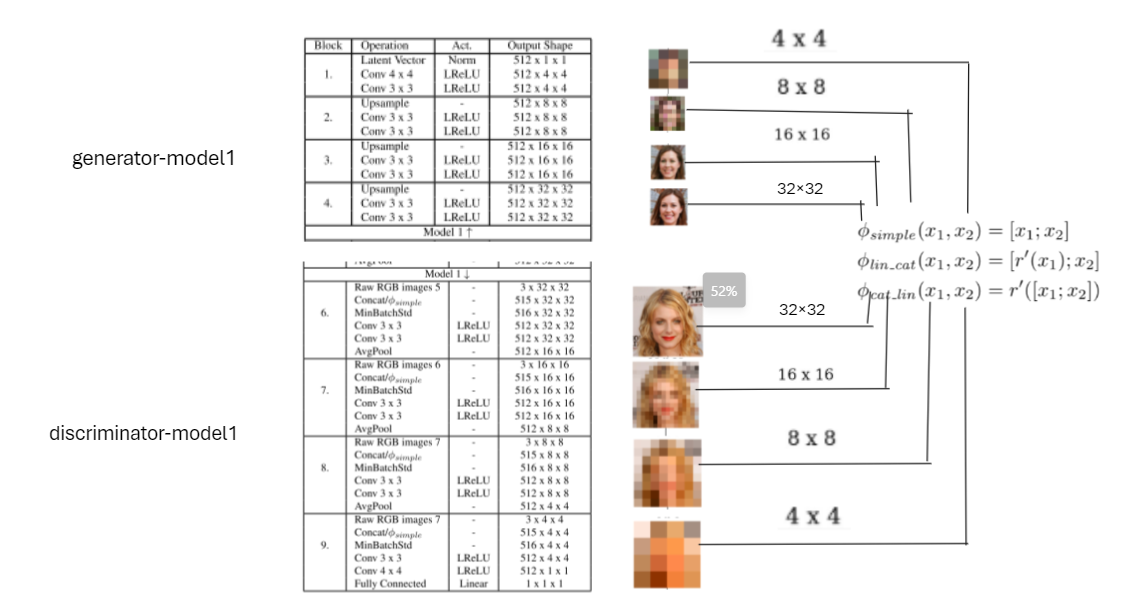 generator-model1
Block Operation Act. Output Shape
Latent Vector Norm 512 x 1 x 1
1. Conv 4 x 4 LReLU 512 x 4 x 4
Conv 3 x 3 LReLU 512 x 4 x 4
Upsample - 512 x 8 x 8
2. Conv 3 x 3 LReLU 512 x 8 x 8
Conv 3 x 3 LReLU 512 x 8 x 8
Upsample - 512 x 16 x 16
3. Conv 3 x 3 LReLU 512 x 16 x 16
Conv 3 x 3 LReLU 512 x 16 x 16
Upsample - 512 x 32 x 32
4. Conv 3 x 3 LReLU 512 x 32 x 32
Conv 3 x 3 LReLU 512 x 32 x 32
Model 1 ↑
discriminator-model1
Model 1 ↓
Raw RGB images 5 - 3 x 32 x 32
Concat/ϕsimple - 515 x 32 x 32
6. MinBatchStd - 516 x 32 x 32
Conv 3 x 3 LReLU 512 x 32 x 32
Conv 3 x 3 LReLU 512 x 32 x 32
AvgPool - 512 x 16 x 16
Raw RGB images 6 - 3 x 16 x 16
Concat/ϕsimple - 515 x 16 x 16
7. MinBatchStd - 516 x 16 x 16
Conv 3 x 3 LReLU 512 x 16 x 16
Conv 3 x 3 LReLU 512 x 16 x 16
AvgPool - 512 x 8 x 8
Raw RGB images 7 - 3 x 8 x 8
Concat/ϕsimple - 515 x 8 x 8
8. MinBatchStd - 516 x 8 x 8
Conv 3 x 3 LReLU 512 x 8 x 8
Conv 3 x 3 LReLU 512 x 8 x 8
AvgPool - 512 x 4 x 4
Raw RGB images 7 - 3 x 4 x 4
Concat/ϕsimple - 515 x 4 x 4
9. MinBatchStd - 516 x 4 x 4
Conv 3 x 3 LReLU 512 x 4 x 4
Conv 4 x 4 LReLU 512 x 1 x 1
Fully Connected Linear 1 x 1 x 1
4 x 4
8 x 8
16 x 16
32×32
ϕsimple(x1, x2) = [x1; x2]
ϕlin_cat(x1, x2) = [r′(x1); x2]
ϕcat_lin(x1, x2) = r′([x1; x2])
52%
32×32
16 x 16
8 x 8
4 x 4